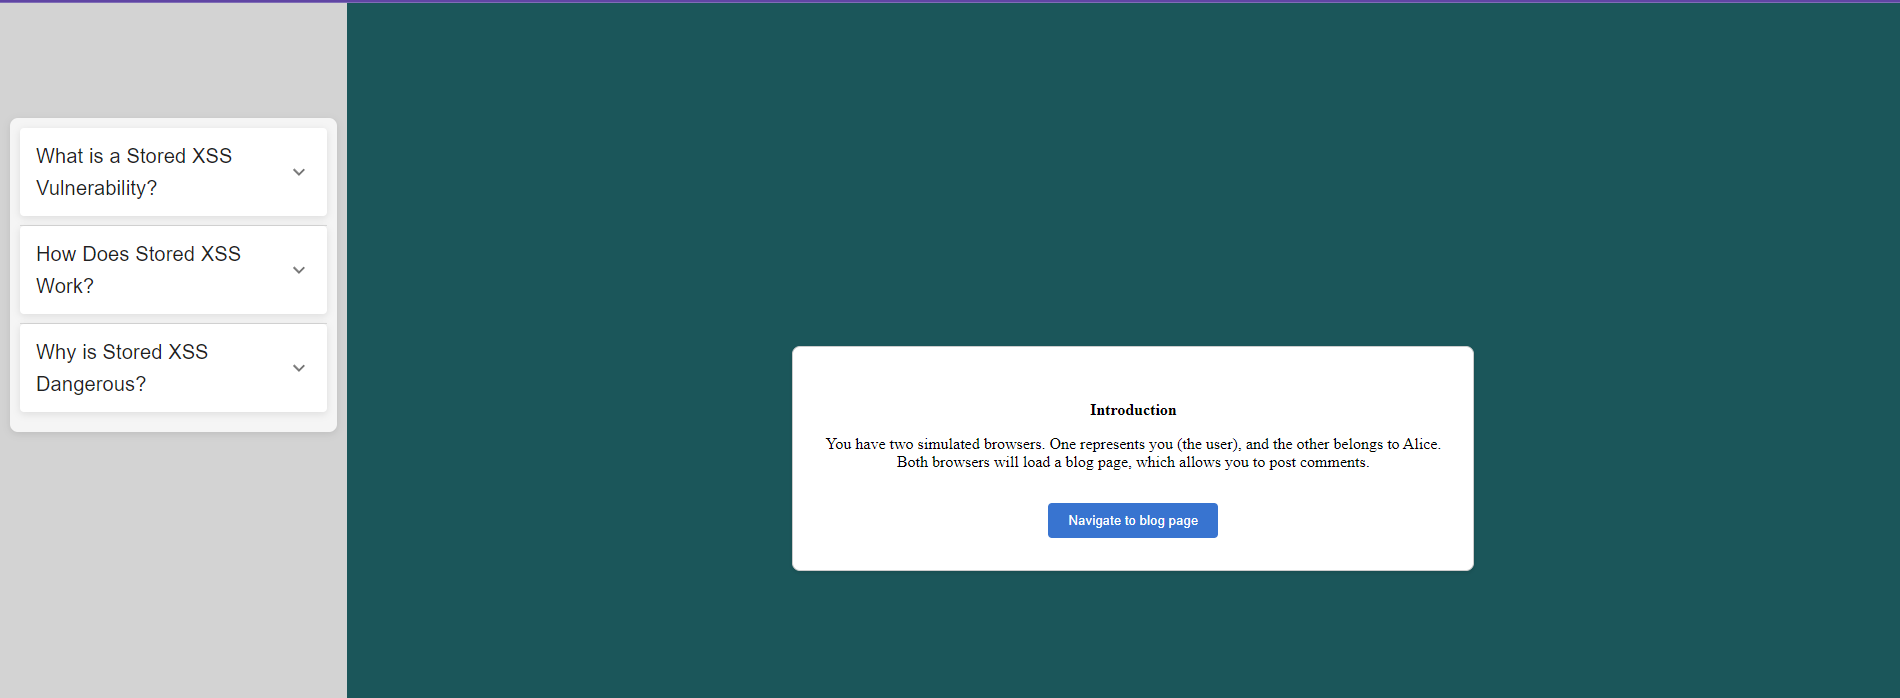 What is a Stored XSS
Vulnerability?
How Does Stored XSS
Work?
Why is Stored XSS
Dangerous?
Introduction
You have two simulated browsers. One represents you (the user), and the other belongs to Alice.
Both browsers will load a blog page, which allows you to post comments.
Navigate to blog page